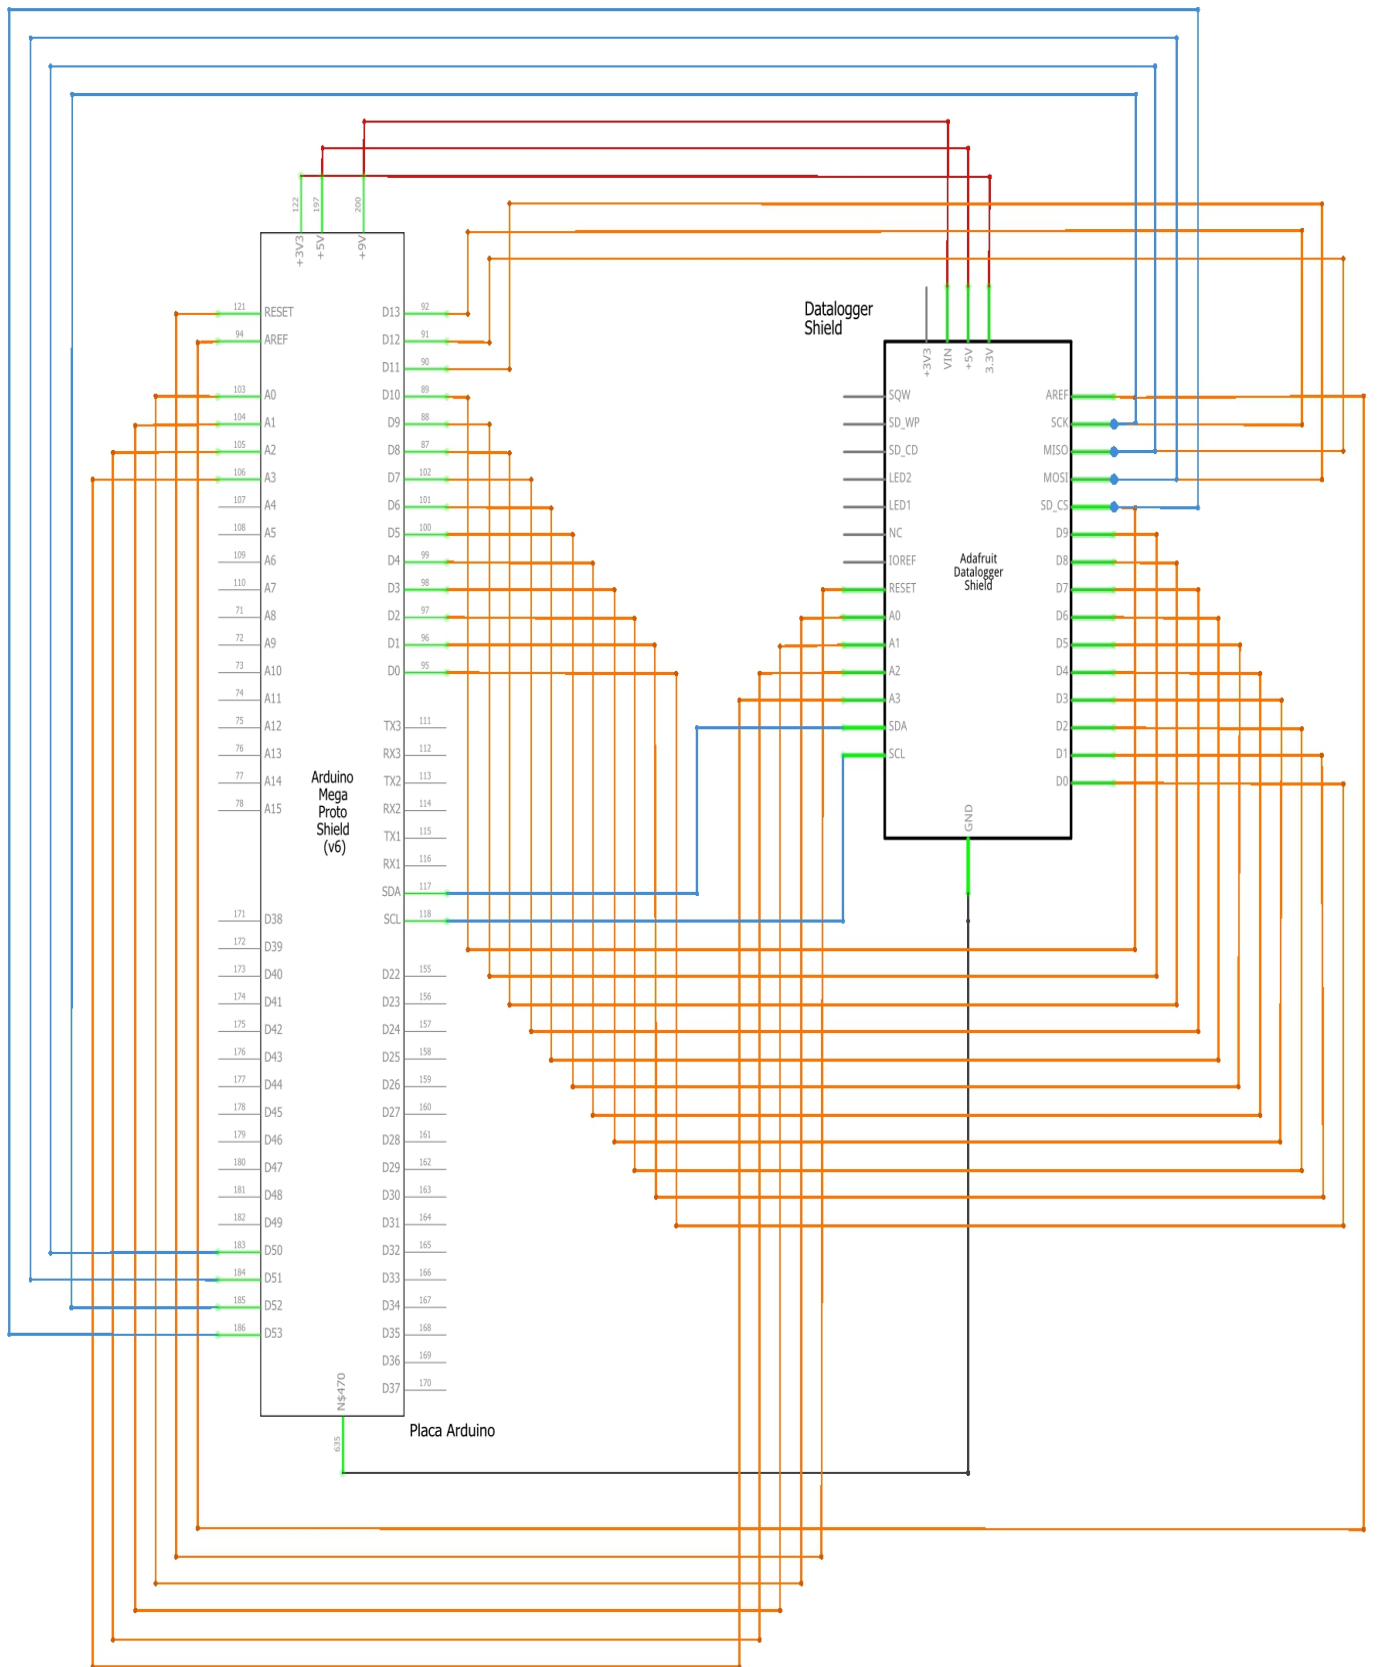 122
197
200
+3V3
+5V
+9V
121 RESET
94 AREF
103 A0
104 A1
105 A2
106 A3
107 A4
108 A5
109 A6
110 A7
71 A8
72 A9
73 A10
74 A11
75 A12
76 A13
77 A14
78 A15
171 D38
172 D39
173 D40
174 D41
175 D42
176 D43
177 D44
178 D45
179 D46
180 D47
181 D48
182 D49
183 D50
184 D51
185 D52
186 D53
Arduino
Mega
Proto
Shield
(v6)
D13 92
D12 91
D11 90
D10 89
D9 88
D8 87
D7 102
D6 101
D5 100
D4 99
D3 98
D2 97
D1 96
D0 95
TX3 111
RX3 112
TX2 113
RX2 114
TX1 115
RX1 116
SDA 117
SCL 118
D22 155
D23 156
D24 157
D25 158
D26 159
D27 160
D28 161
D29 162
D30 163
D31 164
D32 165
D33 166
D34 167
D35 168
D36 169
D37 170
N$470
635
Placa Arduino
Datalogger
Shield
+3V3
VIN
+5V
3.3V
SQW
SD_WP
SD_CD
LED2
LED1
NC
IOREF
RESET
A0
A1
A2
A3
SDA
SCL
Adafruit
Datalogger
Shield
AREF
SCK
MISO
MOSI
SD_CS
D9
D8
D7
D6
D5
D4
D3
D2
D1
D0
GND